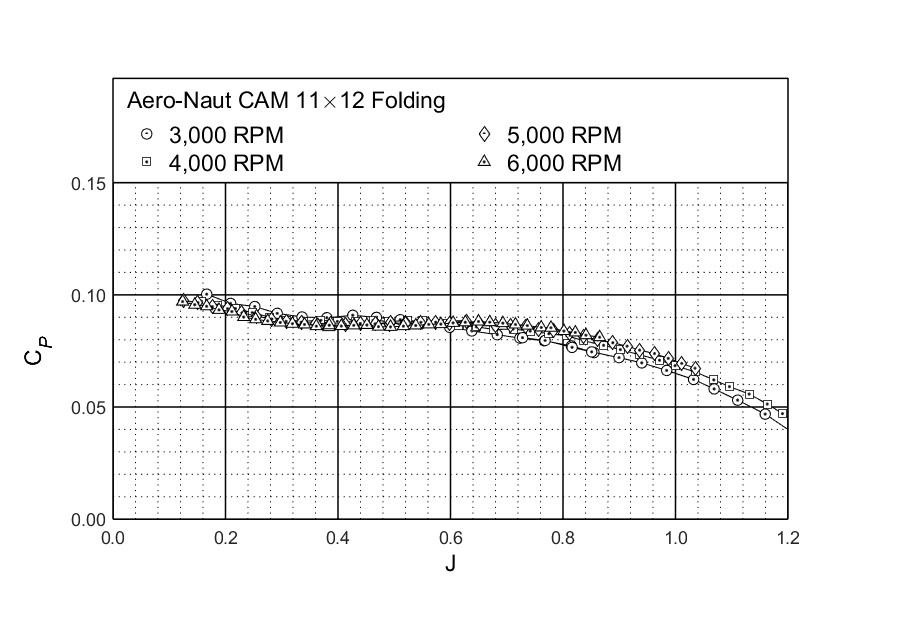 Aero-Naut CAM 11×12 Folding
3,000 RPM
4,000 RPM
5,000 RPM
6,000 RPM
0.15
0.10
0.05
0.00
C_P
0.0 0.2 0.4 0.6 0.8 1.0 1.2
J